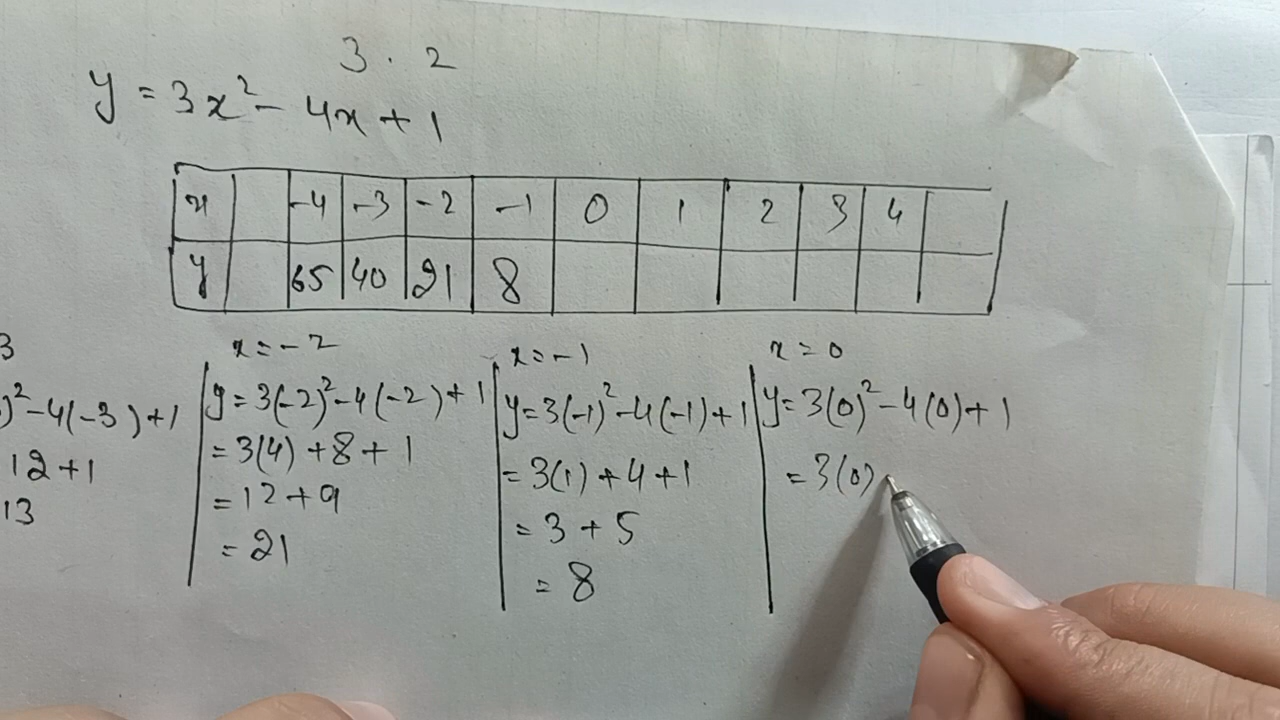 3 . 2
y = 3x² - 4x + 1
x -4 -3 -2 -1 0 1 2 3 4
y 65 40 21 8
3
)² - 4(-3) + 1
12 + 1
13
x = -2
y = 3(-2)² - 4(-2) + 1
= 3(4) + 8 + 1
= 12 + 9
= 21
x = -1
y = 3(-1)² - 4(-1) + 1
= 3(1) + 4 + 1
= 3 + 5
= 8
x = 0
y = 3(0)² - 4(0) + 1
= 3(0)